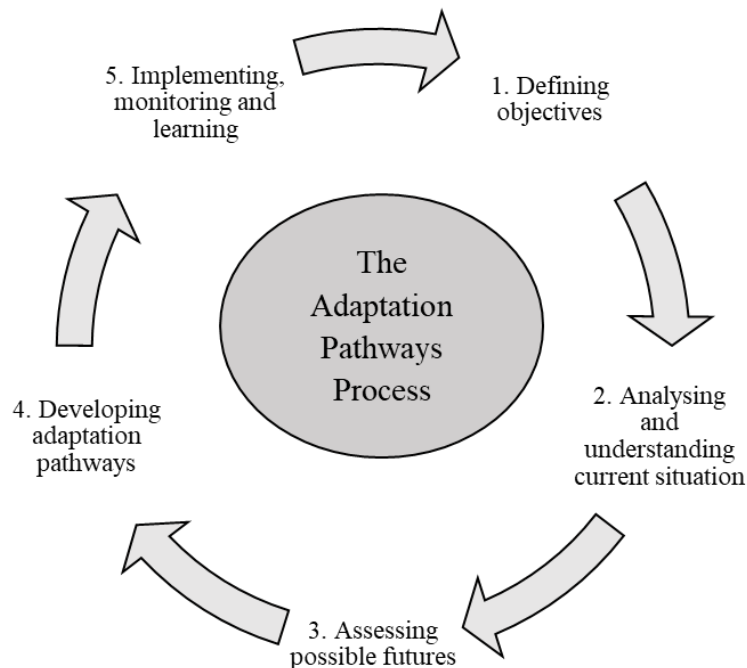 5. Implementing,
monitoring and
learning
1. Defining
objectives
The
Adaptation
Pathways
Process
4. Developing
adaptation
pathways
2. Analysing
and
understanding
current situation
3. Assessing
possible futures